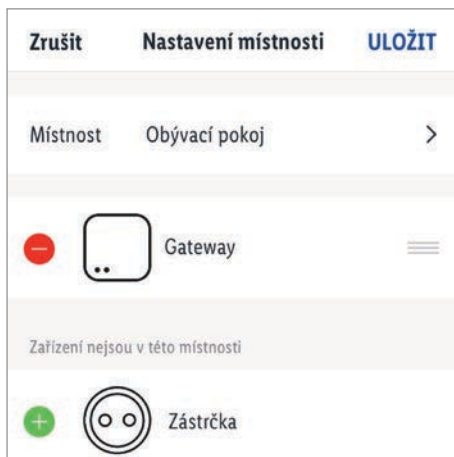 Zrušit Nastavení místnosti ULOŽIT
Místnost Obývací pokoj
Gateway
Zařízení nejsou v této místnosti
Zástrčka